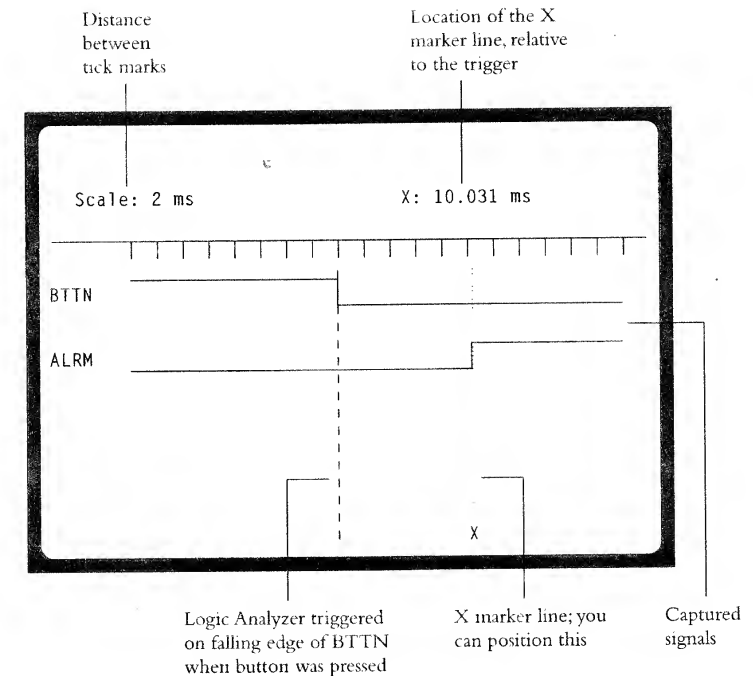 Distance
between
tick marks
Location of the X
marker line, relative
to the trigger
Scale: 2 ms
X: 10.031 ms
BTTN
ALRM
X
Logic Analyzer triggered
on falling edge of BTTN
when button was pressed
X marker line; you
can position this
Captured
signals